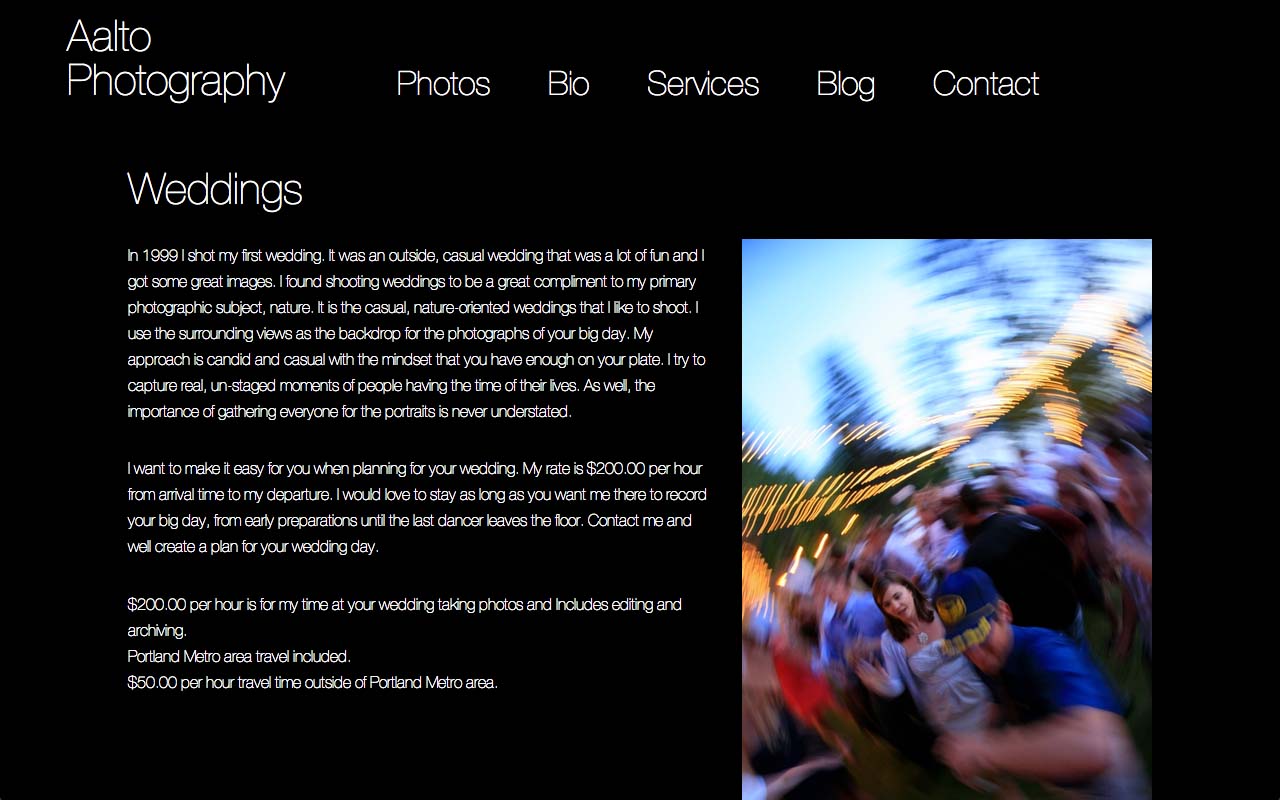 Aalto
Photography
Photos Bio Services Blog Contact
Weddings
In 1999 I shot my first wedding. It was an outside, casual wedding that was a lot of fun and I
got some great images. I found shooting weddings to be a great compliment to my primary
photographic subject, nature. It is the casual, nature-oriented weddings that I like to shoot. I
use the surrounding views as the backdrop for the photographs of your big day. My
approach is candid and casual with the mindset that you have enough on your plate. I try to
capture real, un-staged moments of people having the time of their lives. As well, the
importance of gathering everyone for the portraits is never understated.
I want to make it easy for you when planning for your wedding. My rate is $200.00 per hour
from arrival time to my departure. I would love to stay as long as you want me there to record
your big day, from early preparations until the last dancer leaves the floor. Contact me and
well create a plan for your wedding day.
$200.00 per hour is for my time at your wedding taking photos and Includes editing and
archiving.
Portland Metro area travel included.
$50.00 per hour travel time outside of Portland Metro area.